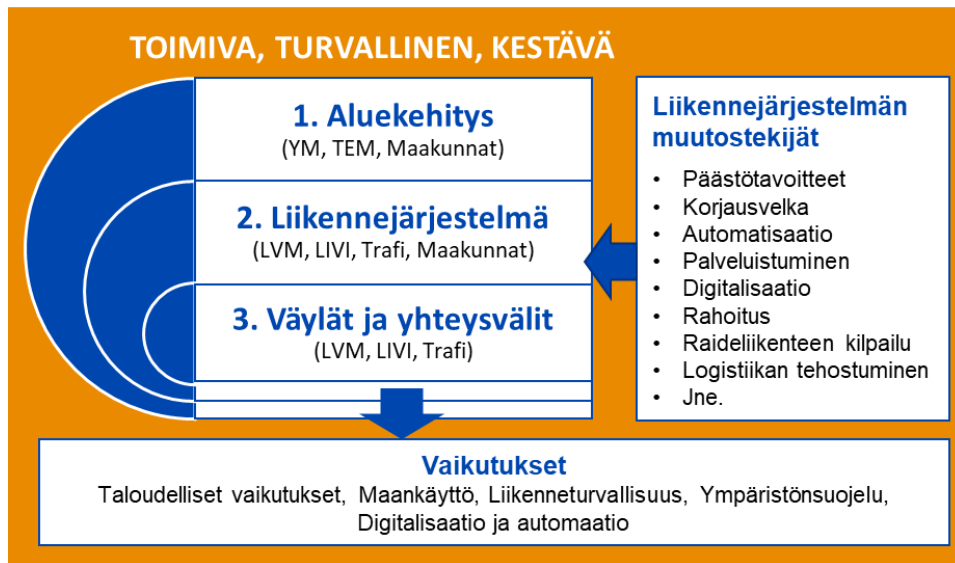 TOIMIVA, TURVALLINEN, KESTÄVÄ
1. Aluekehitys
(YM, TEM, Maakunnat)
2. Liikennejärjestelmä
(LVM, LIVI, Trafi, Maakunnat)
3. Väylät ja yhteysvälit
(LVM, LIVI, Trafi)
Liikennejärjestelmän
muutostekijät
• Päästötavoitteet
• Korjausvelka
• Automatisaatio
• Palveluistuminen
• Digitalisaatio
• Rahoitus
• Raideliikenteen kilpailu
• Logistiikan tehostuminen
• Jne.
Vaikutukset
Taloudelliset vaikutukset, Maankäyttö, Liikenneturvallisuus, Ympäristönsuojelu,
Digitalisaatio ja automaatio